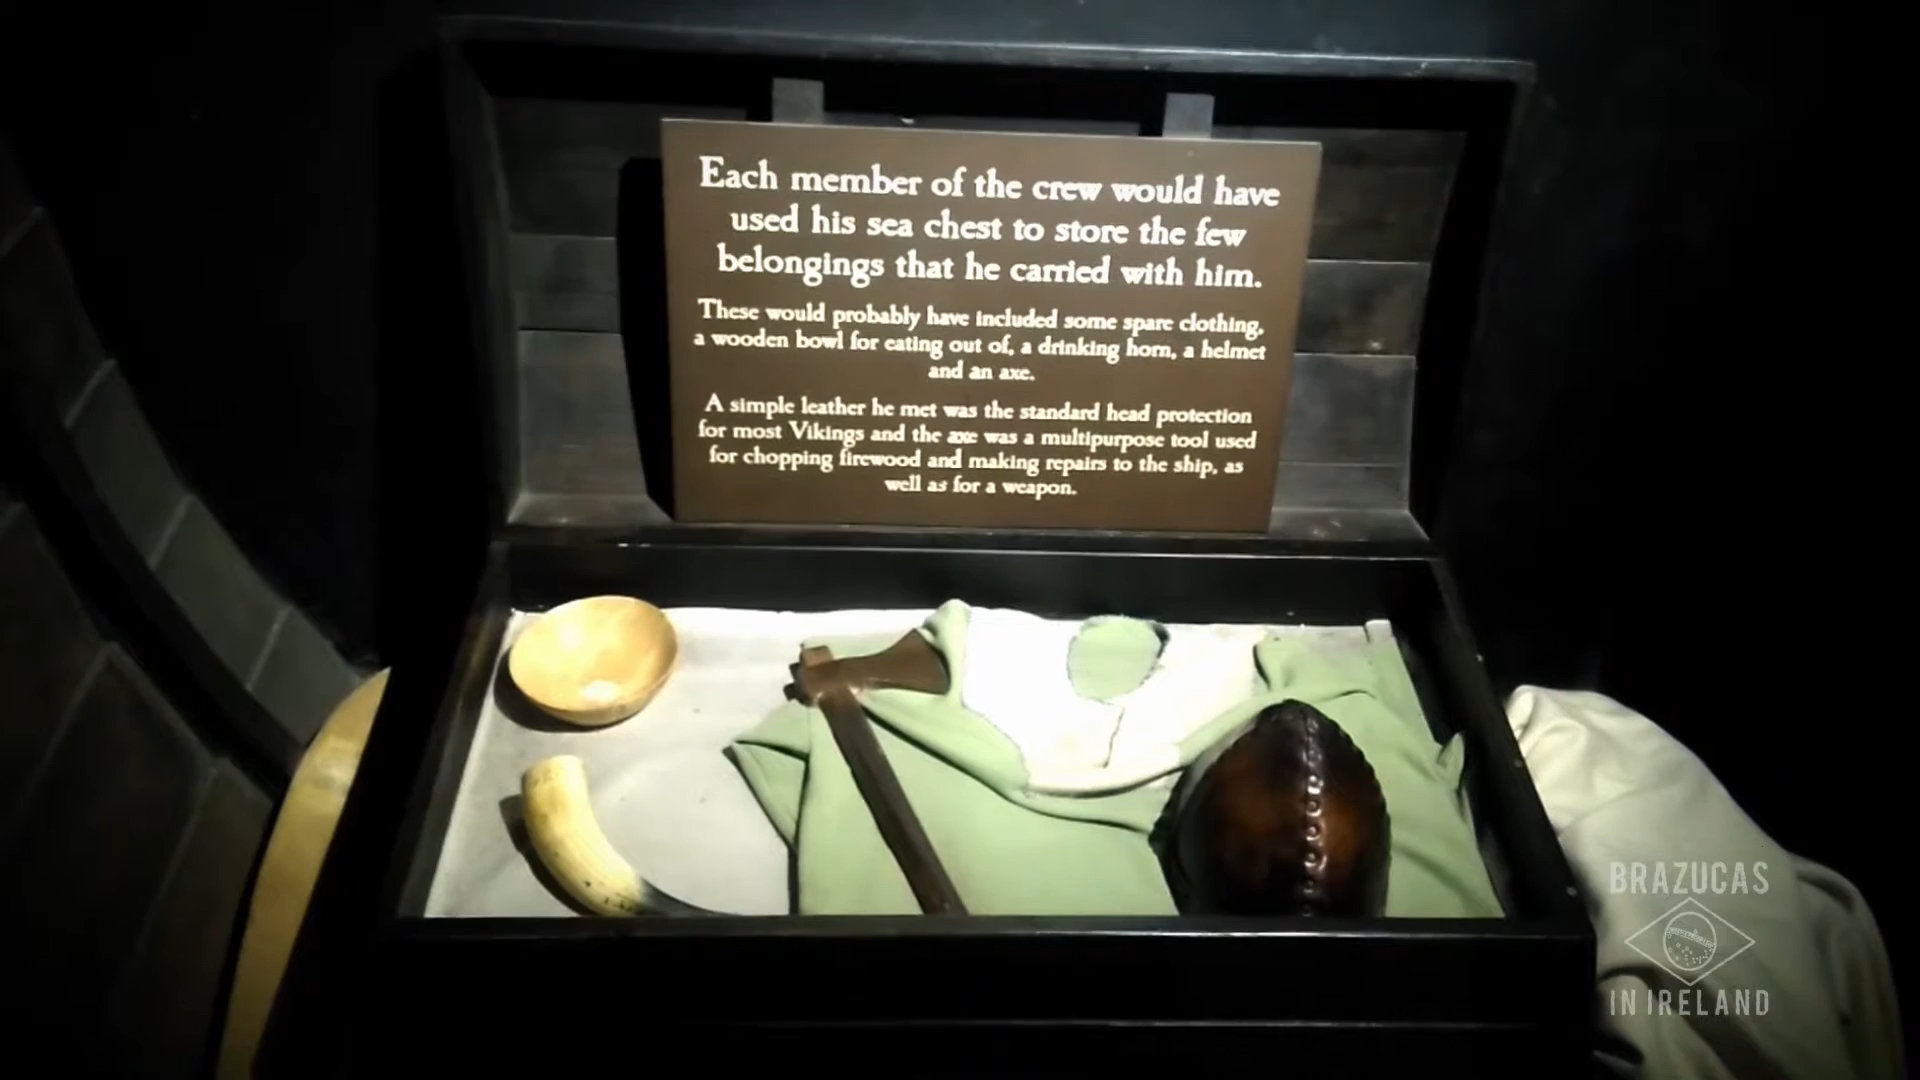 Each member of the crew would have
used his sea chest to store the few
belongings that he carried with him.
These would probably have included some spare clothing,
a wooden bowl for eating out of, a drinking horn, a helmet
and an axe.
A simple leather he met was the standard head protection
for most Vikings and the axe was a multipurpose tool used
for chopping firewood and making repairs to the ship, as
well as for a weapon.
BRAZUCAS
IN IRELAND